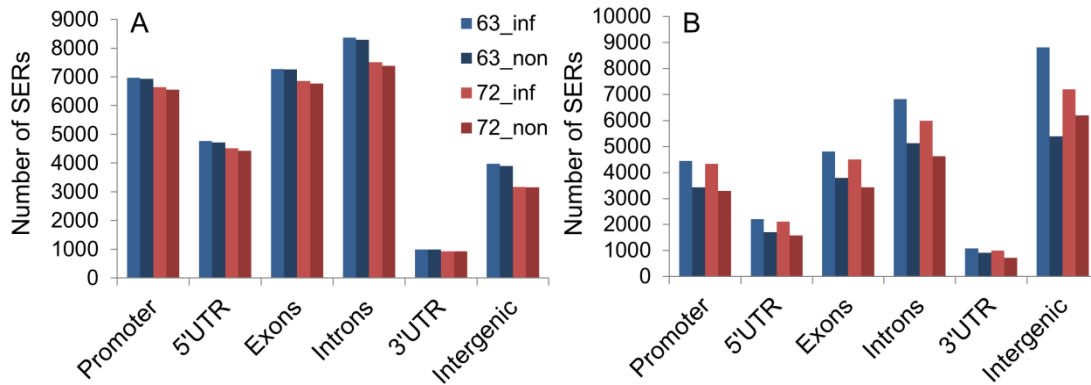 A
Number of SERs
9000
8000
7000
6000
5000
4000
3000
2000
1000
0
Promoter
5'UTR
Exons
Introns
3'UTR
Intergenic
63_inf
63_non
72_inf
72_non
B
Number of SERs
10000
9000
8000
7000
6000
5000
4000
3000
2000
1000
0
Promoter
5'UTR
Exons
Introns
3'UTR
Intergenic